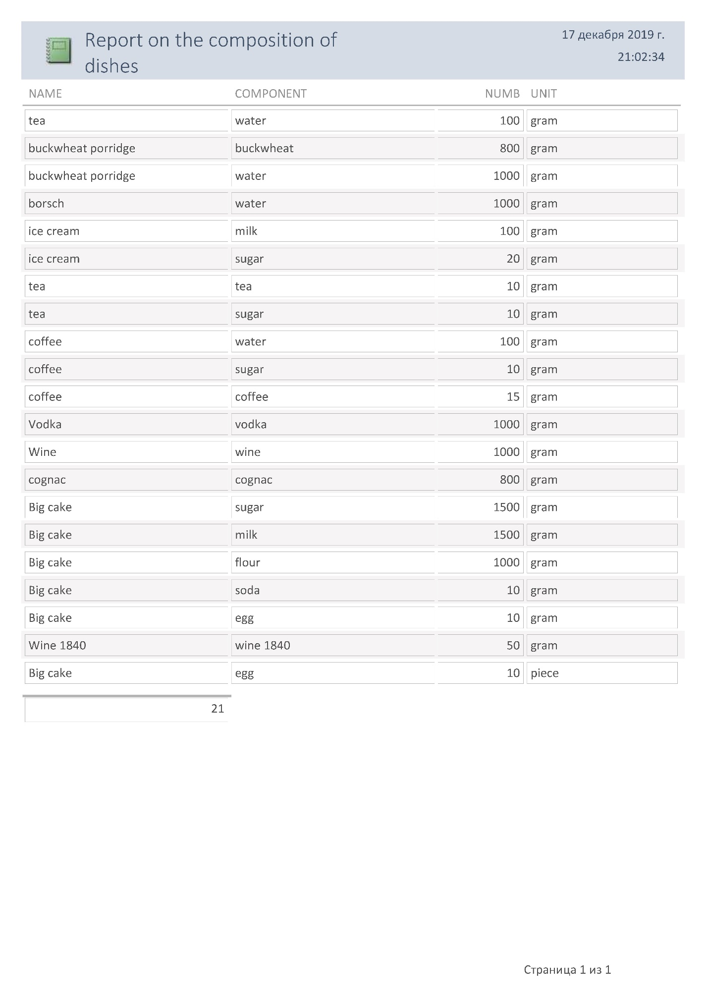 Report on the composition of
dishes
17 декабря 2019 г.
21:02:34
NAME COMPONENT NUMB UNIT
tea water 100 gram
buckwheat porridge buckwheat 800 gram
buckwheat porridge water 1000 gram
borsch water 1000 gram
ice cream milk 100 gram
ice cream sugar 20 gram
tea tea 10 gram
tea sugar 10 gram
coffee water 100 gram
coffee sugar 10 gram
coffee coffee 15 gram
Vodka vodka 1000 gram
Wine wine 1000 gram
cognac cognac 800 gram
Big cake sugar 1500 gram
Big cake milk 1500 gram
Big cake flour 1000 gram
Big cake soda 10 gram
Big cake egg 10 gram
Wine 1840 wine 1840 50 gram
Big cake egg 10 piece
21
Страница 1 из 1